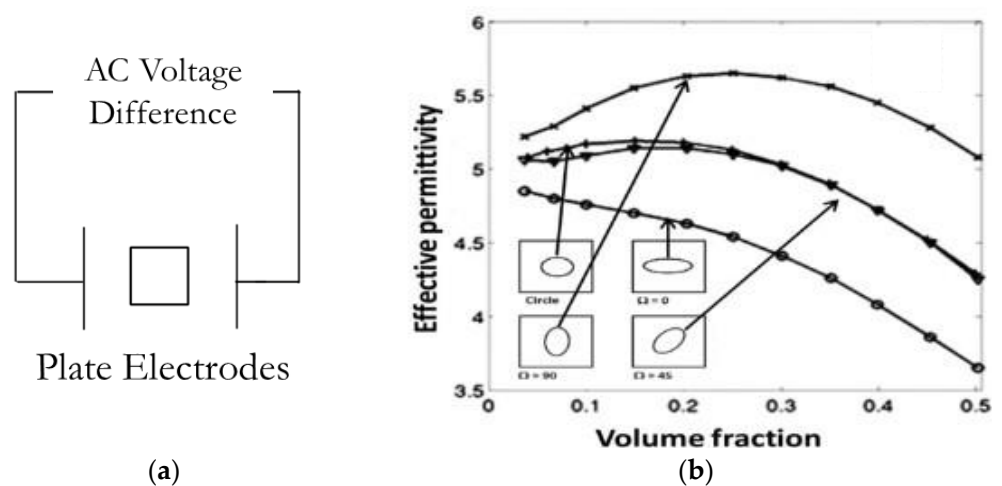 AC Voltage
Difference
Plate Electrodes
(a)
Effective permittivity
6
5.5
5
4.5
4
3.5
0
0.1
0.2
0.3
0.4
0.5
Circle
Ω = 0
Ω = 90
Ω = 45
Volume fraction
(b)